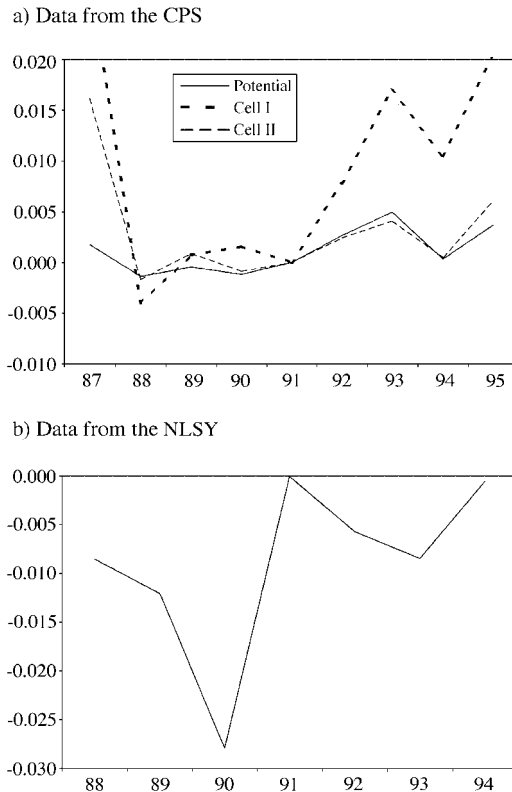 a) Data from the CPS
0.020
0.015
0.010
0.005
0.000
-0.005
-0.010
Potential
Cell I
Cell II
87 88 89 90 91 92 93 94 95
b) Data from the NLSY
0.000
-0.005
-0.010
-0.015
-0.020
-0.025
-0.030
88 89 90 91 92 93 94